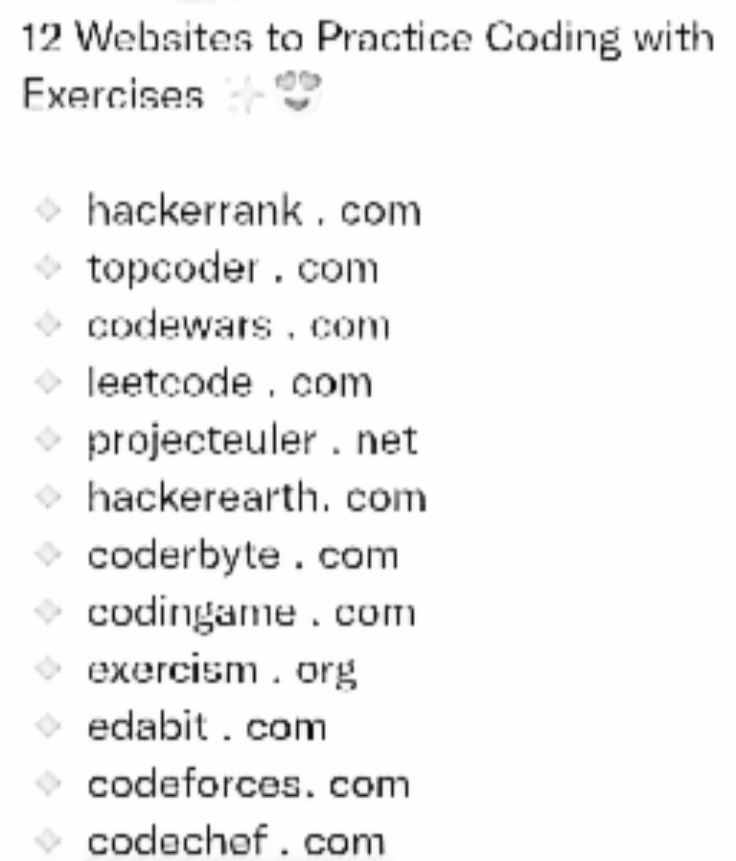 12 Websites to Practice Coding with
Exercises ✨😍
🔹 hackerrank . com
🔹 topcoder . com
🔹 codewars . com
🔹 leetcode . com
🔹 projecteuler . net
🔹 hackerearth. com
🔹 coderbyte . com
🔹 codingame . com
🔹 exercism . org
🔹 edabit . com
🔹 codeforces. com
🔹 codechef . com